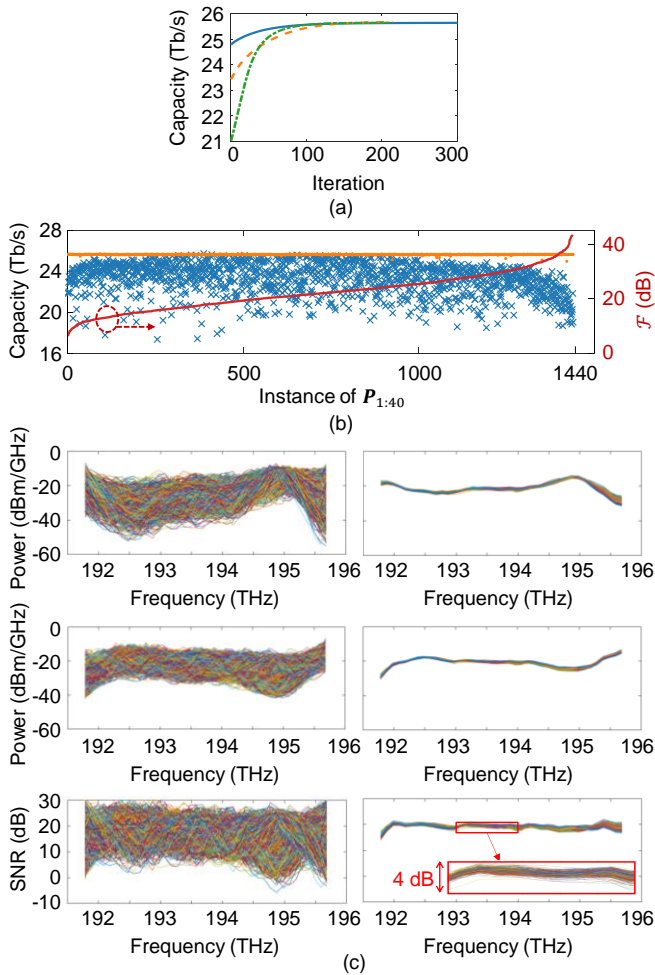 26
25
24
23
22
21
Capacity (Tb/s)
0 100 200 300
Iteration
(a)
28
24
20
16
Capacity (Tb/s)
40
20
0
ℱ (dB)
0 500 1000 1440
Instance of P1:40
(b)
0
-20
-40
-60
Power (dBm/GHz)
192 193 194 195 196
Frequency (THz)
192 193 194 195 196
Frequency (THz)
0
-20
-40
-60
Power (dBm/GHz)
192 193 194 195 196
Frequency (THz)
192 193 194 195 196
Frequency (THz)
30
20
10
0
-10
SNR (dB)
192 193 194 195 196
Frequency (THz)
4 dB
192 193 194 195 196
Frequency (THz)
(c)